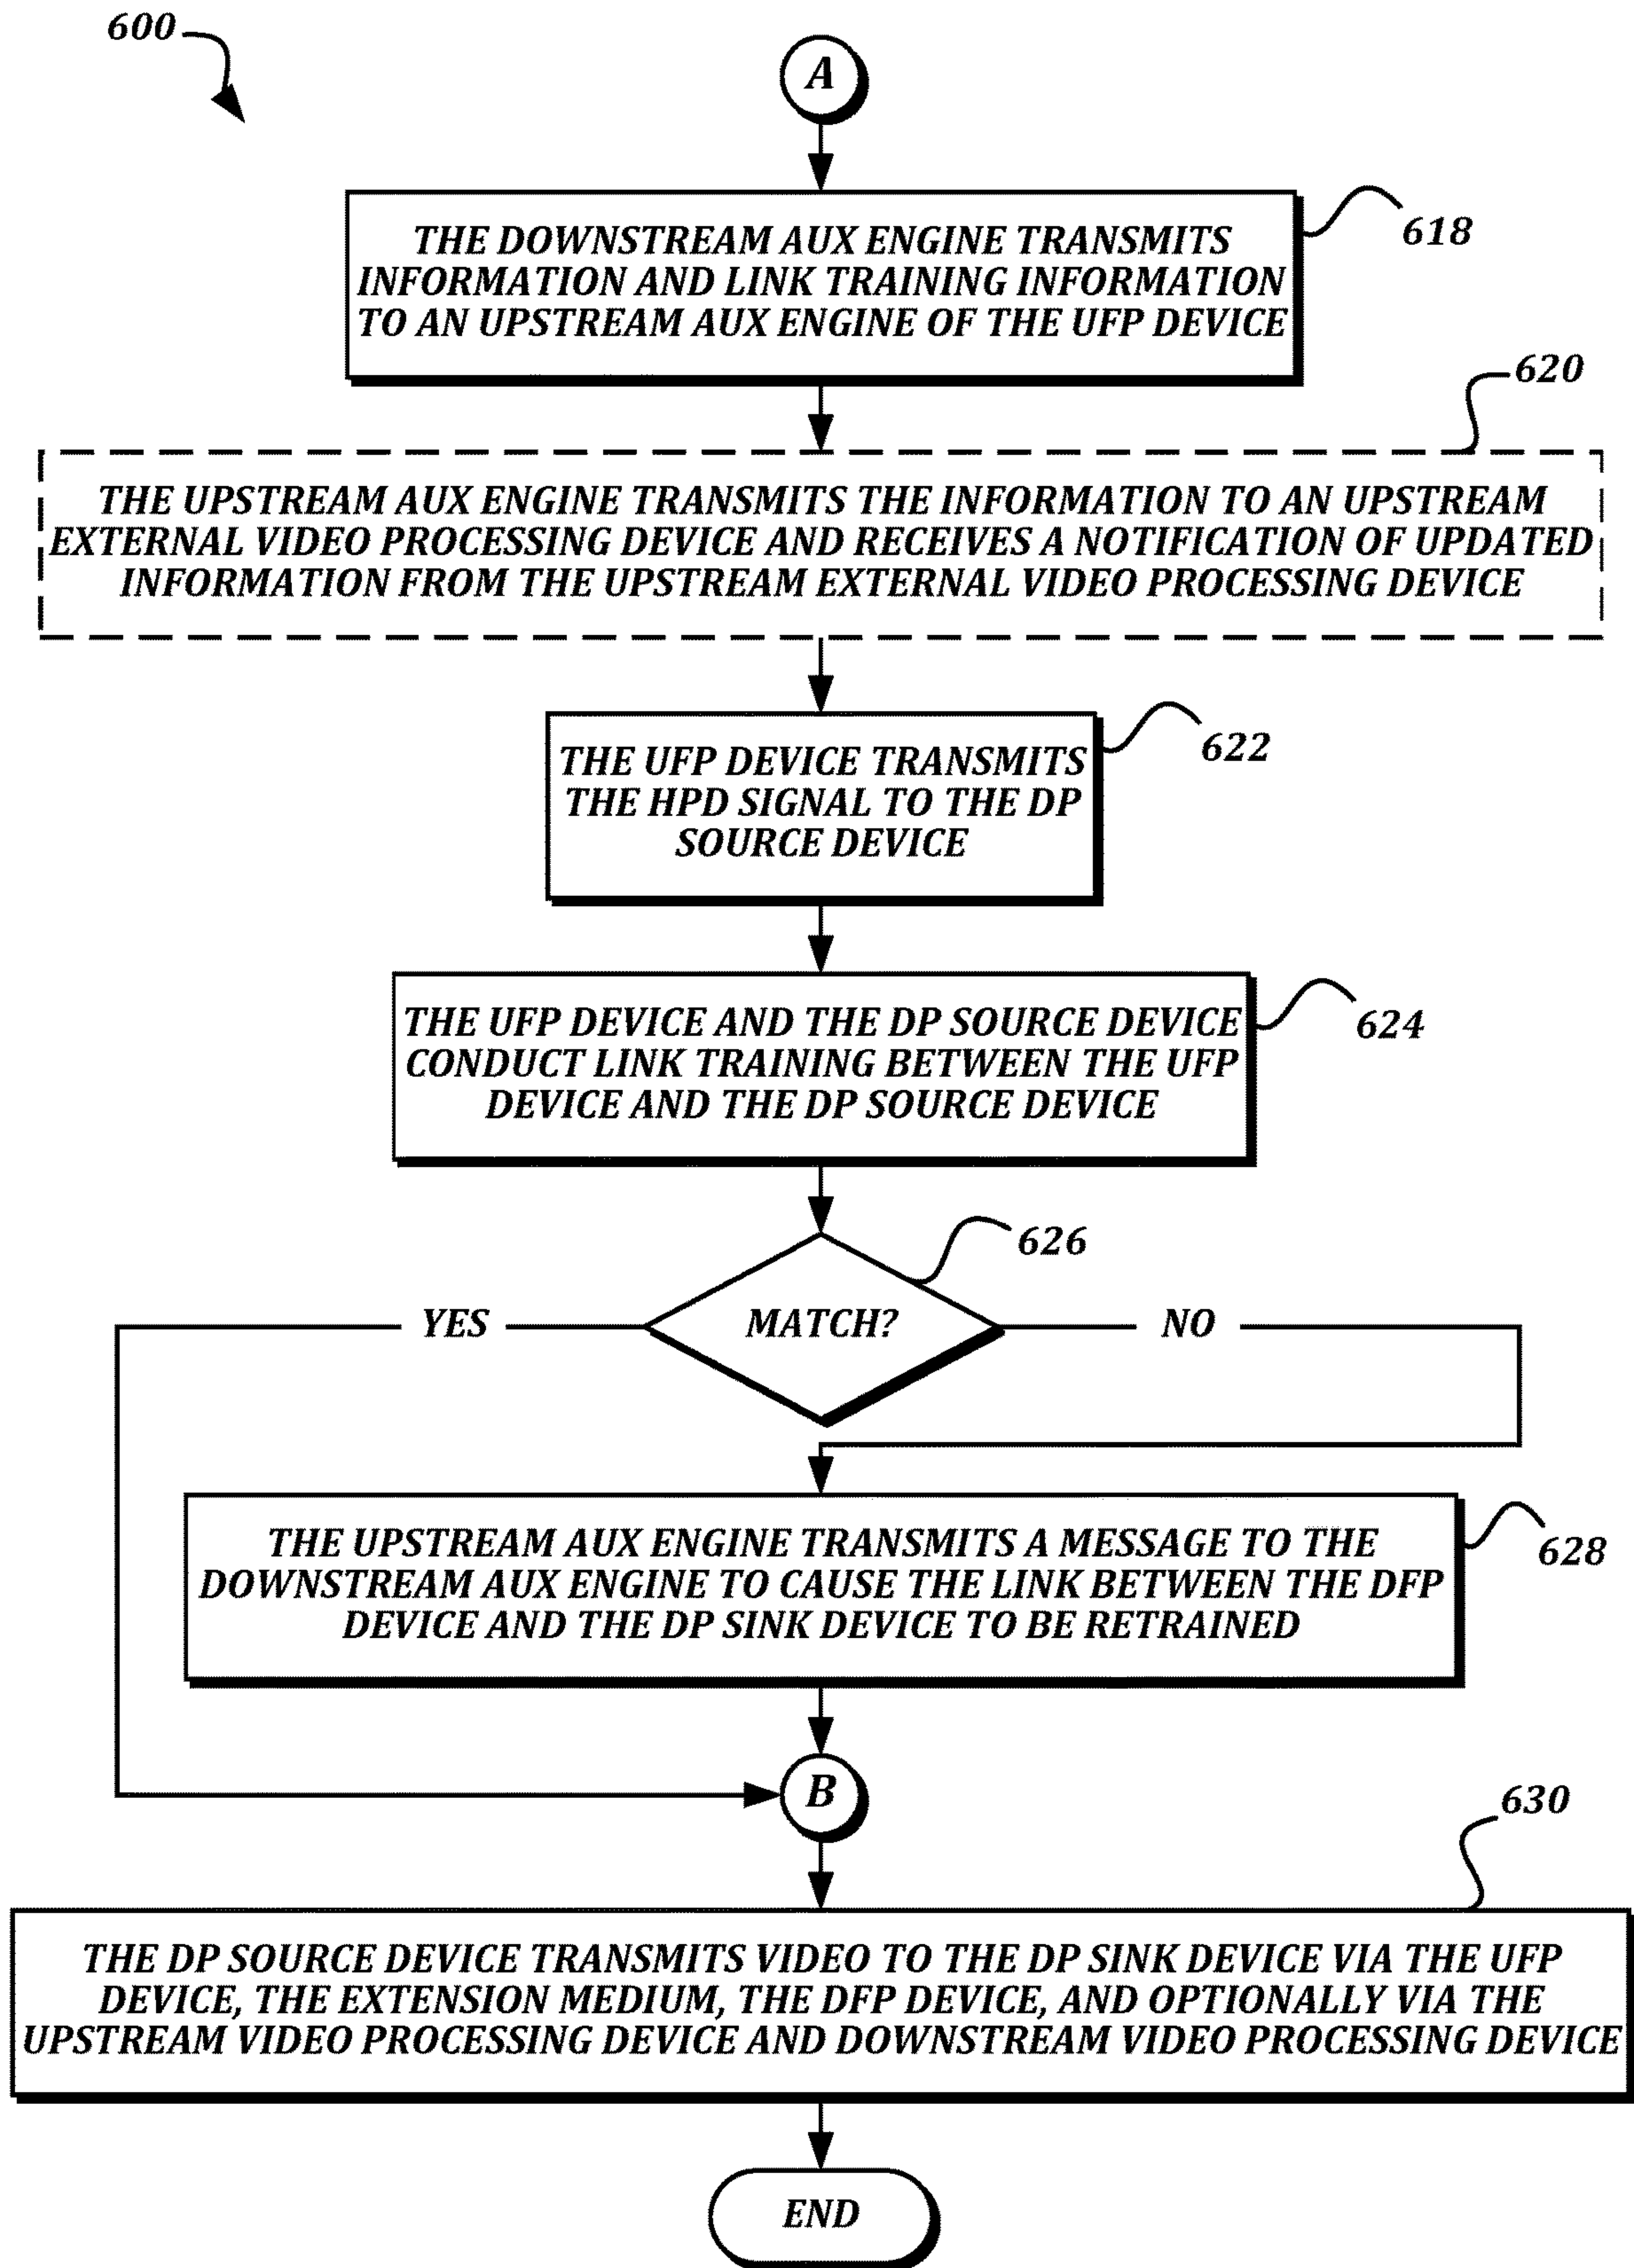 600
A
THE DOWNSTREAM AUX ENGINE TRANSMITS
INFORMATION AND LINK TRAINING INFORMATION
TO AN UPSTREAM AUX ENGINE OF THE UFP DEVICE
618
620
THE UPSTREAM AUX ENGINE TRANSMITS THE INFORMATION TO AN UPSTREAM
EXTERNAL VIDEO PROCESSING DEVICE AND RECEIVES A NOTIFICATION OF UPDATED
INFORMATION FROM THE UPSTREAM EXTERNAL VIDEO PROCESSING DEVICE
THE UFP DEVICE TRANSMITS
THE HPD SIGNAL TO THE DP
SOURCE DEVICE
622
THE UFP DEVICE AND THE DP SOURCE DEVICE
CONDUCT LINK TRAINING BETWEEN THE UFP
DEVICE AND THE DP SOURCE DEVICE
624
626
YES
MATCH?
NO
THE UPSTREAM AUX ENGINE TRANSMITS A MESSAGE TO THE
DOWNSTREAM AUX ENGINE TO CAUSE THE LINK BETWEEN THE DFP
DEVICE AND THE DP SINK DEVICE TO BE RETRAINED
628
B
630
THE DP SOURCE DEVICE TRANSMITS VIDEO TO THE DP SINK DEVICE VIA THE UFP
DEVICE, THE EXTENSION MEDIUM, THE DFP DEVICE, AND OPTIONALLY VIA THE
UPSTREAM VIDEO PROCESSING DEVICE AND DOWNSTREAM VIDEO PROCESSING DEVICE
END